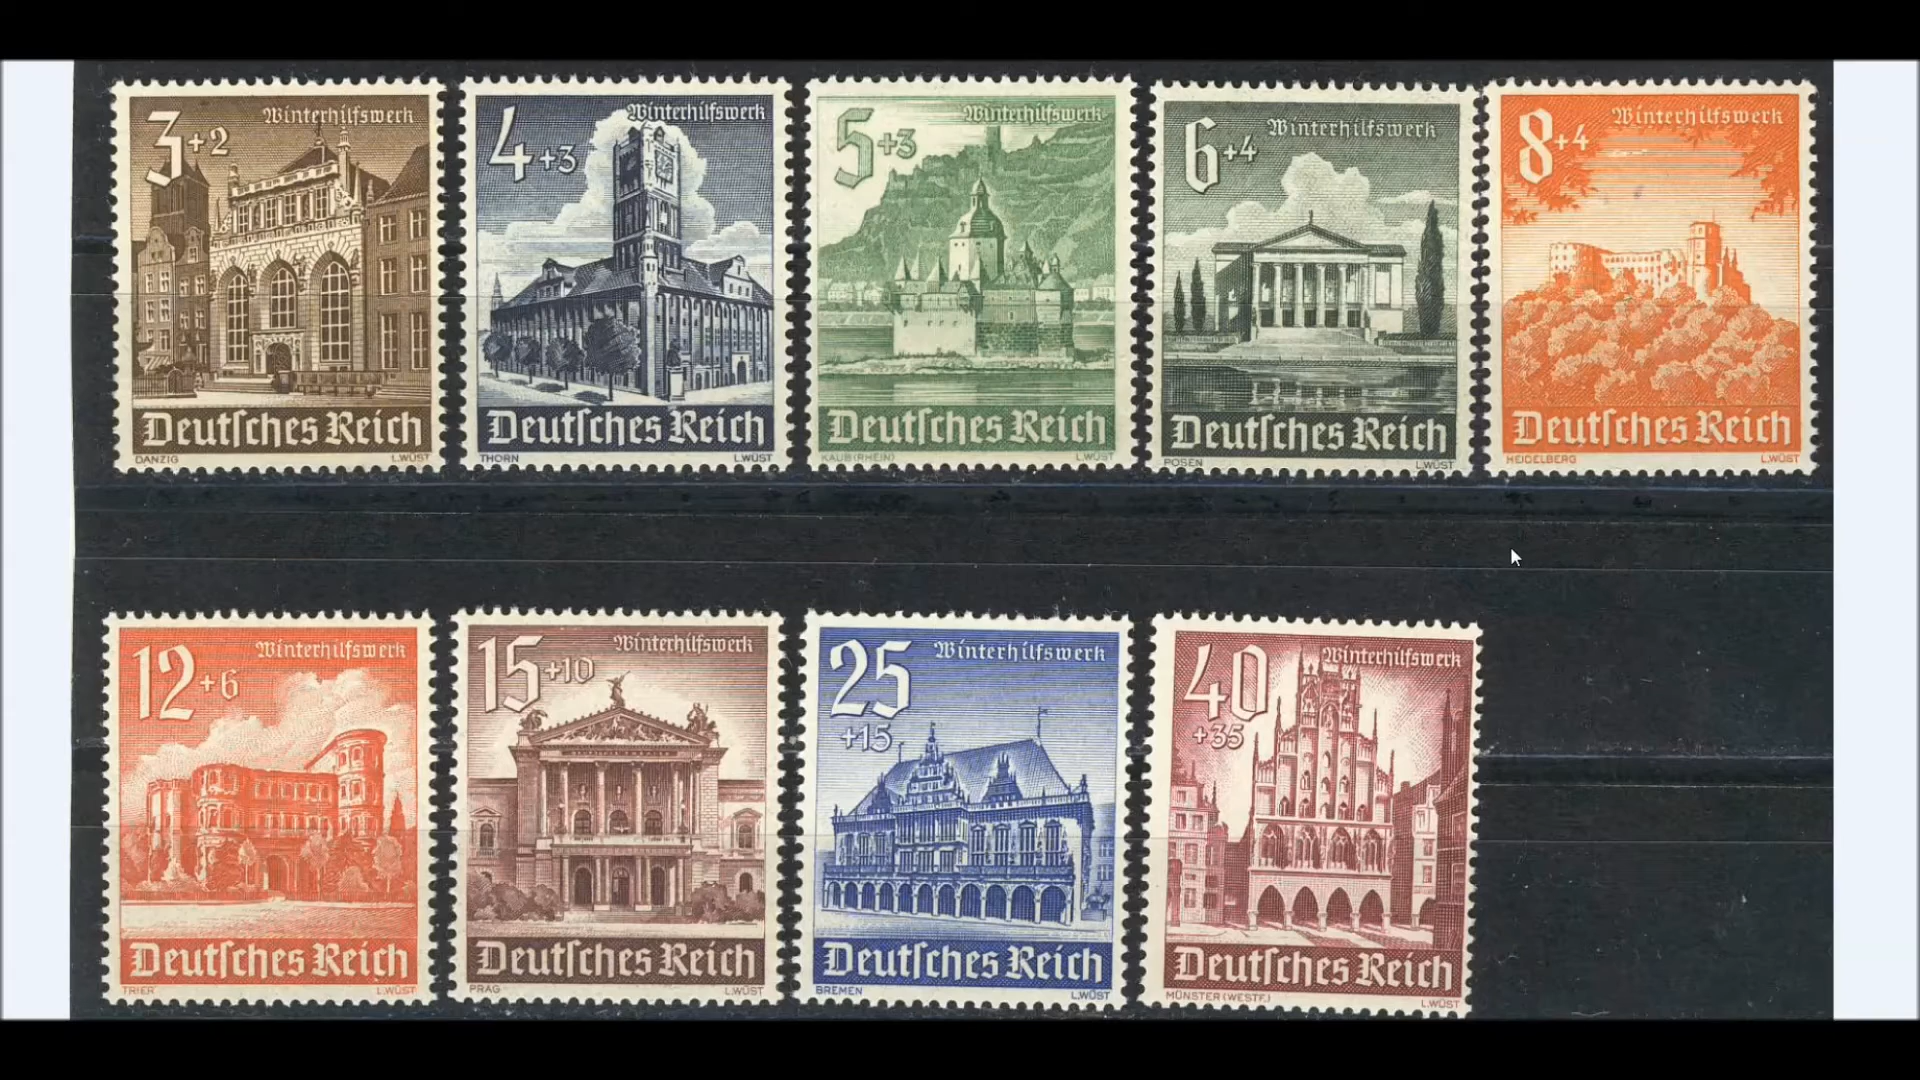 3+2 Winterhilfswerk
Deutſches Reich
DANZIG L.WÜST
4+3 Winterhilfswerk
Deutſches Reich
THORN L.WÜST
5+3 Winterhilfswerk
Deutſches Reich
KAUB(RHEIN) L.WÜST
6+4 Winterhilfswerk
Deutſches Reich
POSEN L.WÜST
8+4 Winterhilfswerk
Deutſches Reich
HEIDELBERG L.WÜST
12+6 Winterhilfswerk
Deutſches Reich
TRIER L.WÜST
15+10 Winterhilfswerk
Deutſches Reich
PRAG L.WÜST
25 Winterhilfswerk
+15
Deutſches Reich
BREMEN L.WÜST
40 Winterhilfswerk
+35
Deutſches Reich
MÜNSTER(WESTF.) L.WÜST